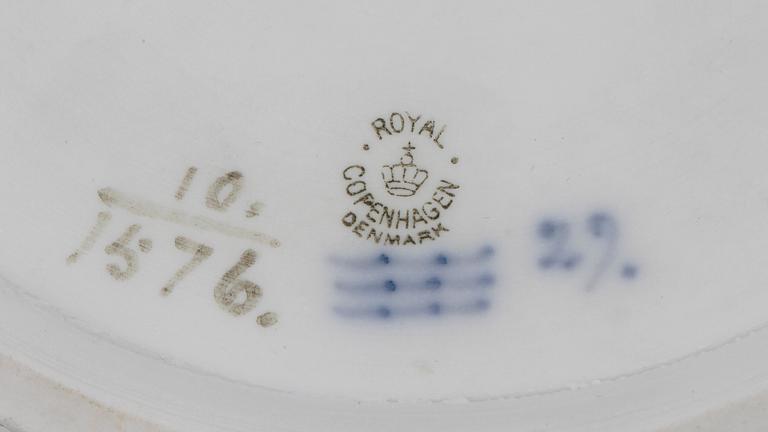 10.
1576.
ROYAL
COPENHAGEN
DENMARK
29.